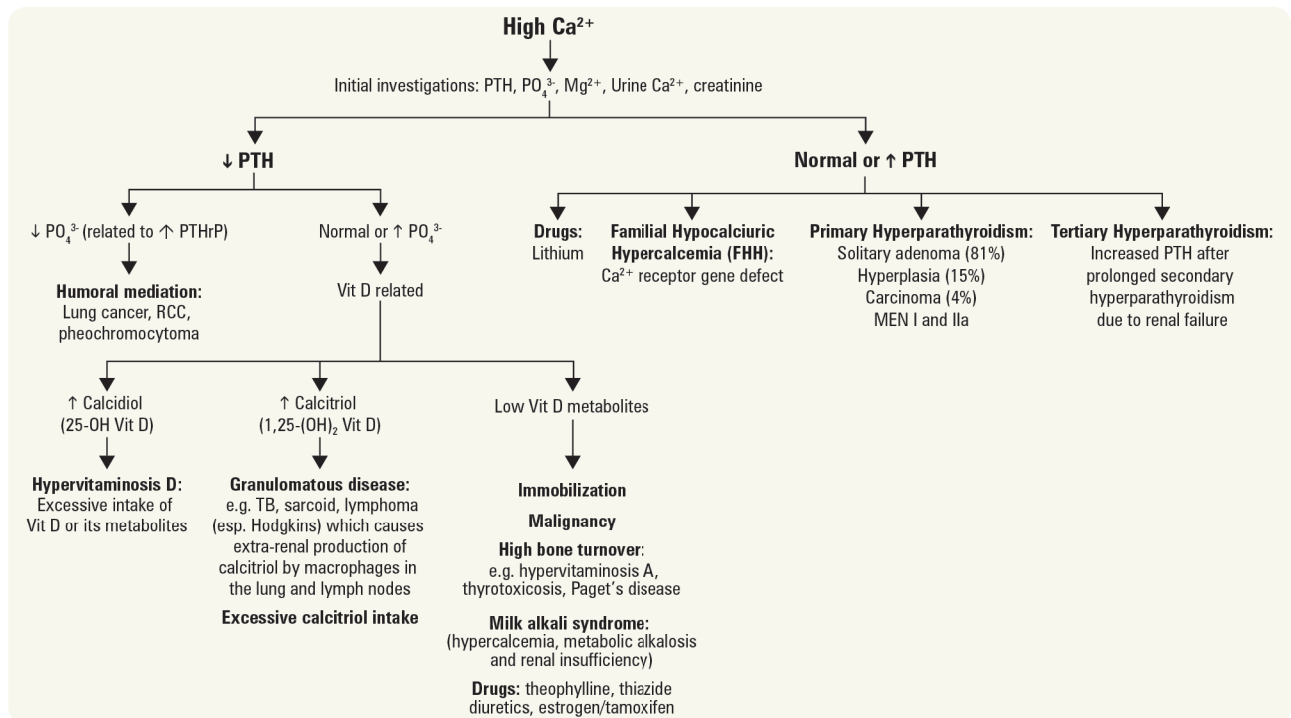 High Ca²⁺
Initial investigations: PTH, PO₄³⁻, Mg²⁺, Urine Ca²⁺, creatinine
↓ PTH
Normal or ↑ PTH
↓ PO₄³⁻ (related to ↑ PTHrP)
Normal or ↑ PO₄³⁻
Humoral mediation:
Lung cancer, RCC,
pheochromocytoma
Vit D related
Drugs:
Lithium
Familial Hypocalciuric
Hypercalcemia (FHH):
Ca²⁺ receptor gene defect
Primary Hyperparathyroidism:
Solitary adenoma (81%)
Hyperplasia (15%)
Carcinoma (4%)
MEN I and IIa
Tertiary Hyperparathyroidism:
Increased PTH after
prolonged secondary
hyperparathyroidism
due to renal failure
↑ Calcidiol
(25-OH Vit D)
↑ Calcitriol
(1,25-(OH)₂ Vit D)
Low Vit D metabolites
Hypervitaminosis D:
Excessive intake of
Vit D or its metabolites
Granulomatous disease:
e.g. TB, sarcoid, lymphoma
(esp. Hodgkins) which causes
extra-renal production of
calcitriol by macrophages in
the lung and lymph nodes
Excessive calcitriol intake
Immobilization
Malignancy
High bone turnover:
e.g. hypervitaminosis A,
thyrotoxicosis, Paget's disease
Milk alkali syndrome:
(hypercalcemia, metabolic alkalosis
and renal insufficiency)
Drugs: theophylline, thiazide
diuretics, estrogen/tamoxifen